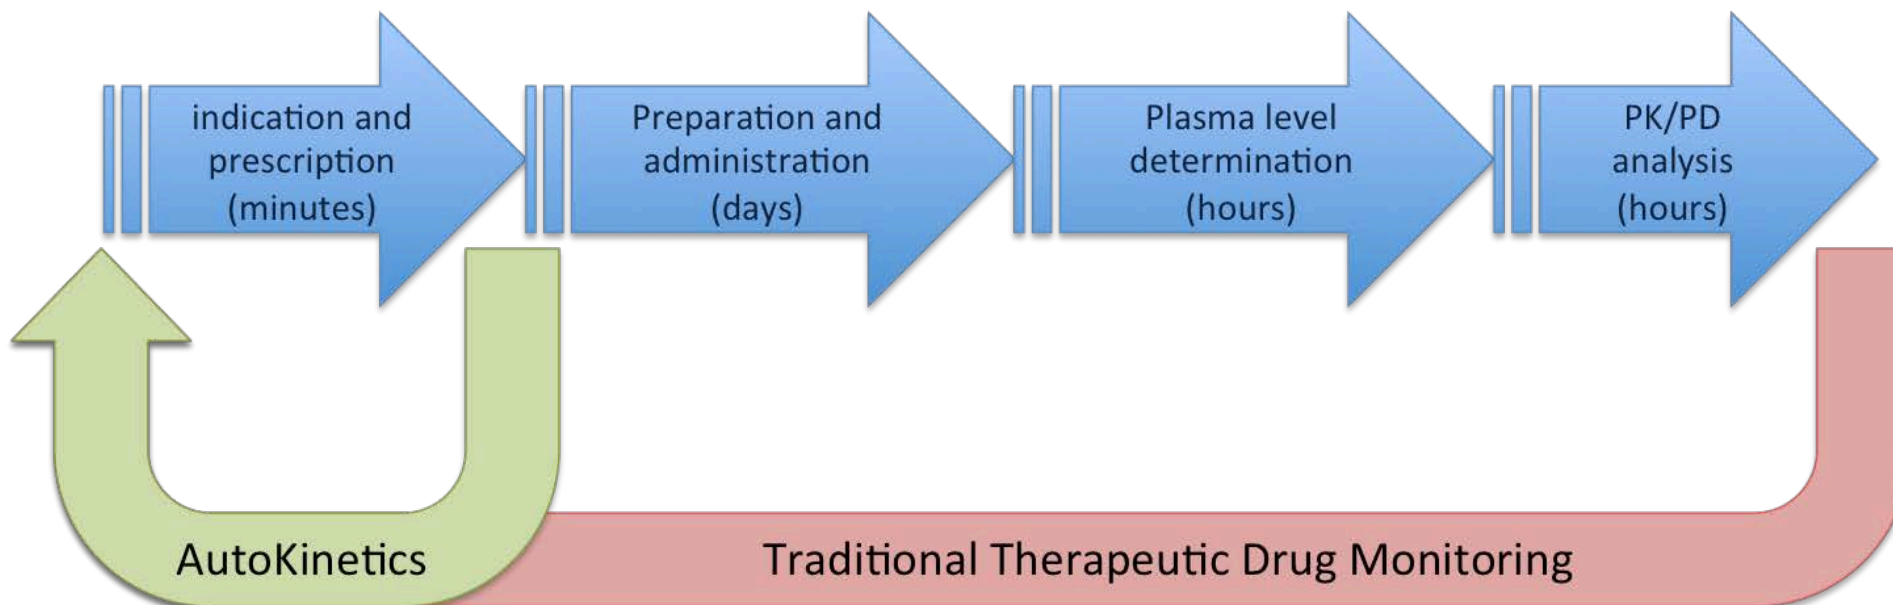 indication and
prescription
(minutes)
Preparation and
administration
(days)
Plasma level
determination
(hours)
PK/PD
analysis
(hours)
AutoKinetics
Traditional Therapeutic Drug Monitoring